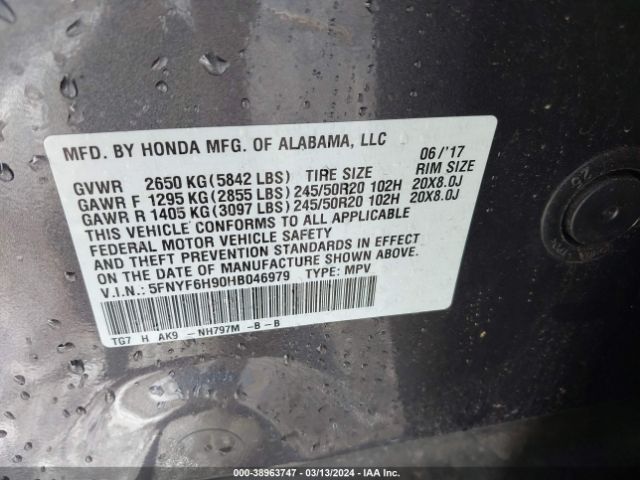 MFD. BY HONDA MFG. OF ALABAMA, LLC 06/'17
GVWR 2650 KG(5842 LBS) TIRE SIZE RIM SIZE
GAWR F 1295 KG(2855 LBS)245/50R20 102H 20X8.0J
GAWR R 1405 KG(3097 LBS)245/50R20 102H 20X8.0J
THIS VEHICLE CONFORMS TO ALL APPLICABLE
FEDERAL MOTOR VEHICLE SAFETY
AND THEFT PREVENTION STANDARDS IN EFFECT
ON THE DATE OF MANUFACTURE SHOWN ABOVE.
V.I.N.: 5FNYF6H90HB046979 TYPE: MPV
TG7 H AK9 -NH797M -B-B
000-38963747 - 03/13/2024 - IAA Inc.